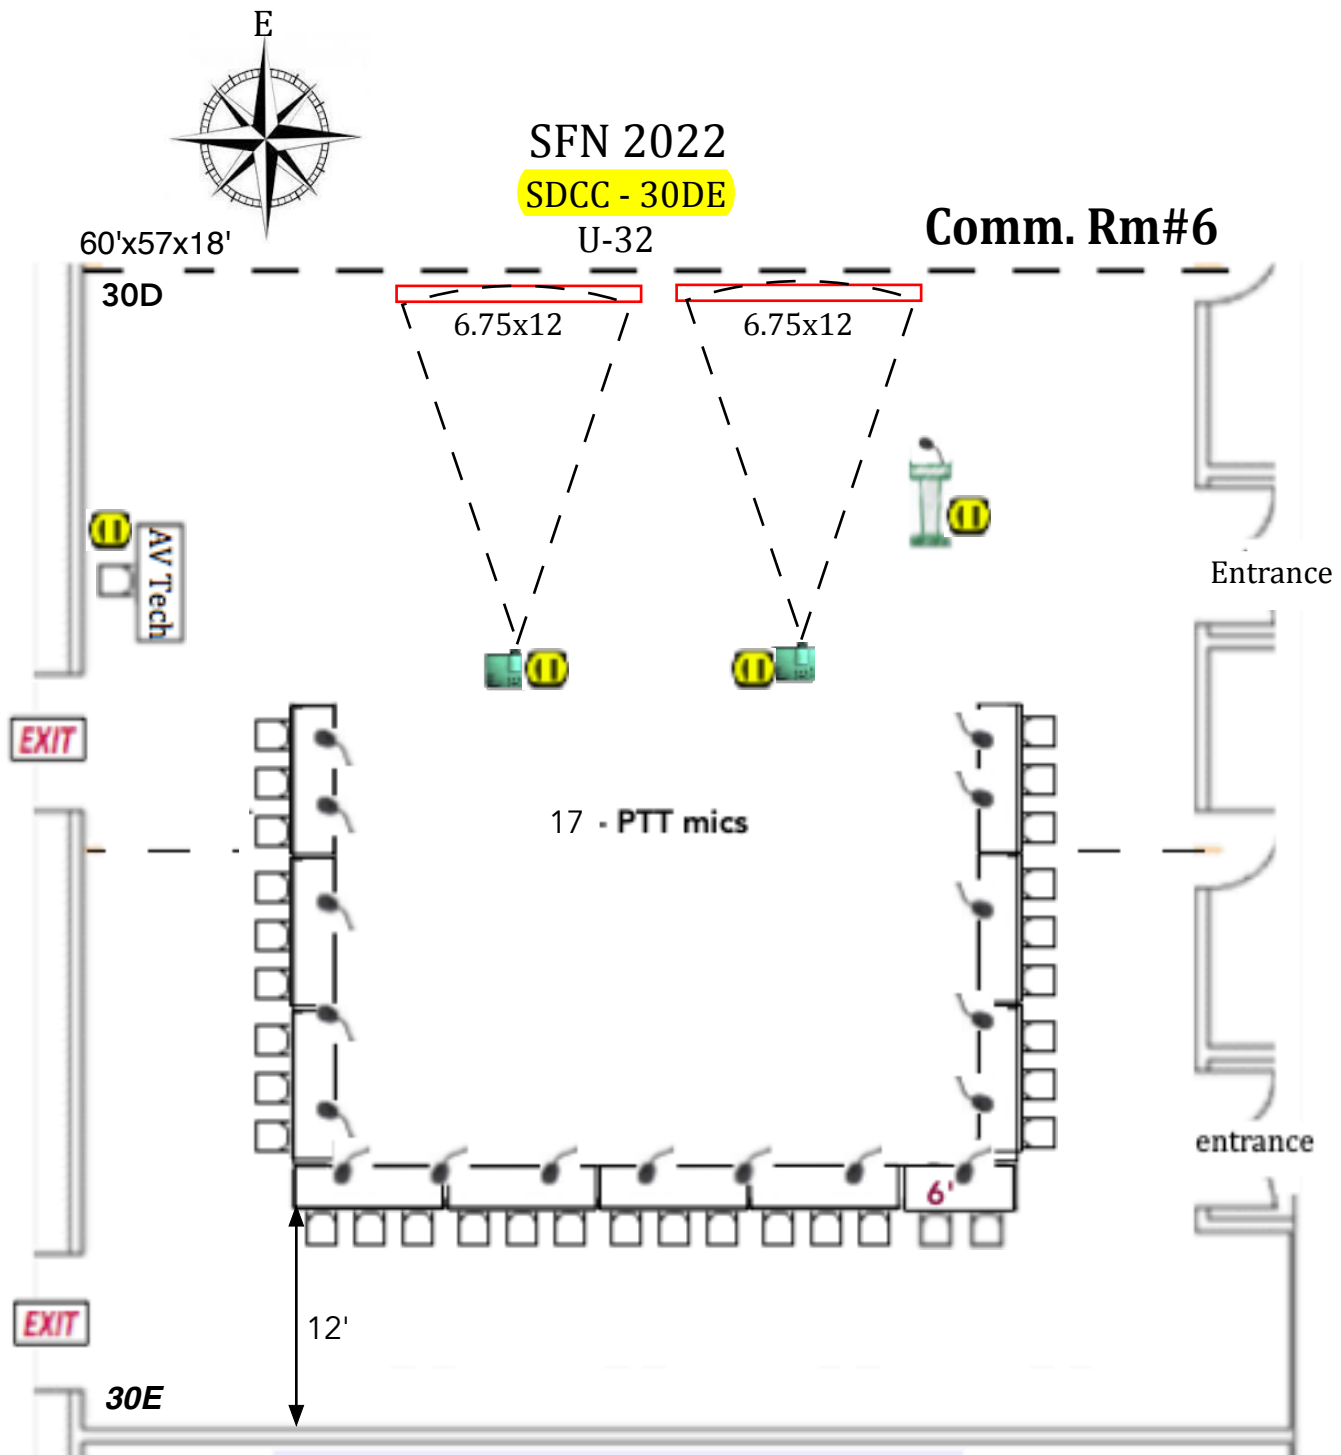 E
SFN 2022
SDCC - 30DE
U-32
Comm. Rm#6
60'x57x18'
30D
6.75x12
6.75x12
AV Tech
Entrance
EXIT
17 - PTT mics
entrance
6'
EXIT
12'
30E